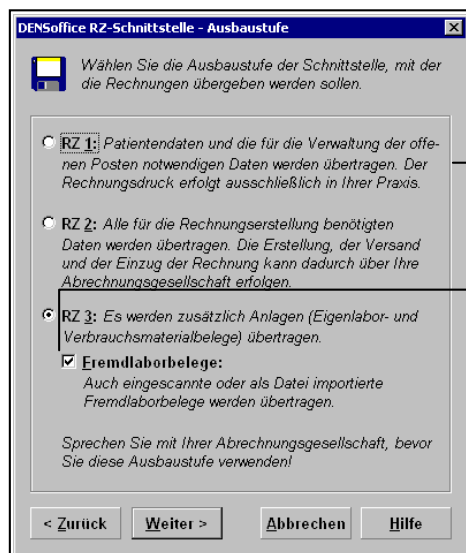 DENSoffice RZ-Schnittstelle - Ausbaustufe
Wählen Sie die Ausbaustufe der Schnittstelle, mit der
die Rechnungen übergeben werden sollen.
RZ 1: Patientendaten und die für die Verwaltung der offe-
nen Posten notwendigen Daten werden übertragen. Der
Rechnungsdruck erfolgt ausschließlich in Ihrer Praxis.
RZ 2: Alle für die Rechnungserstellung benötigten
Daten werden übertragen. Die Erstellung, der Versand
und der Einzug der Rechnung kann dadurch über Ihre
Abrechnungsgesellschaft erfolgen.
RZ 3: Es werden zusätzlich Anlagen (Eigenlabor- und
Verbrauchsmaterialbelege) übertragen.
Fremdlaborbelege:
Auch eingescannte oder als Datei importierte
Fremdlaborbelege werden übertragen.
Sprechen Sie mit Ihrer Abrechnungsgesellschaft, bevor
Sie diese Ausbaustufe verwenden!
< Zurück Weiter > Abbrechen Hilfe